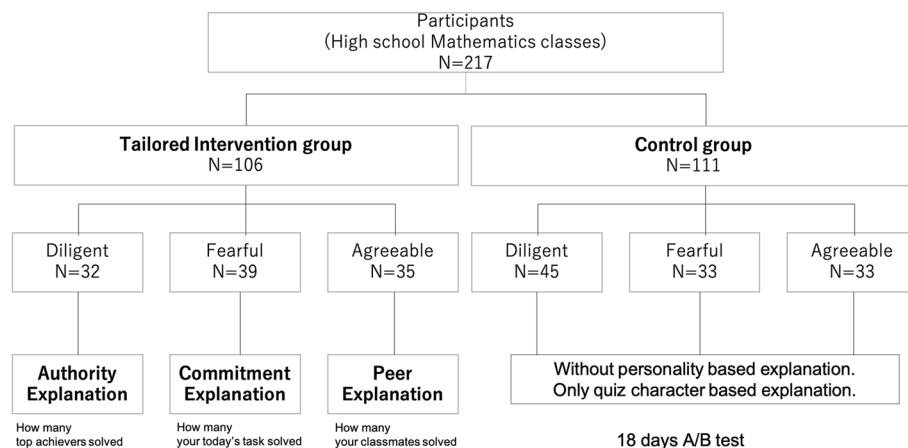 Participants
(High school Mathematics classes)
N=217
Tailored Intervention group
N=106
Control group
N=111
Diligent
N=32
Fearful
N=39
Agreeable
N=35
Diligent
N=45
Fearful
N=33
Agreeable
N=33
Authority
Explanation
Commitment
Explanation
Peer
Explanation
Without personality based explanation.
Only quiz character based explanation.
How many
top achievers solved
How many
your today's task solved
How many
your classmates solved
18 days A/B test